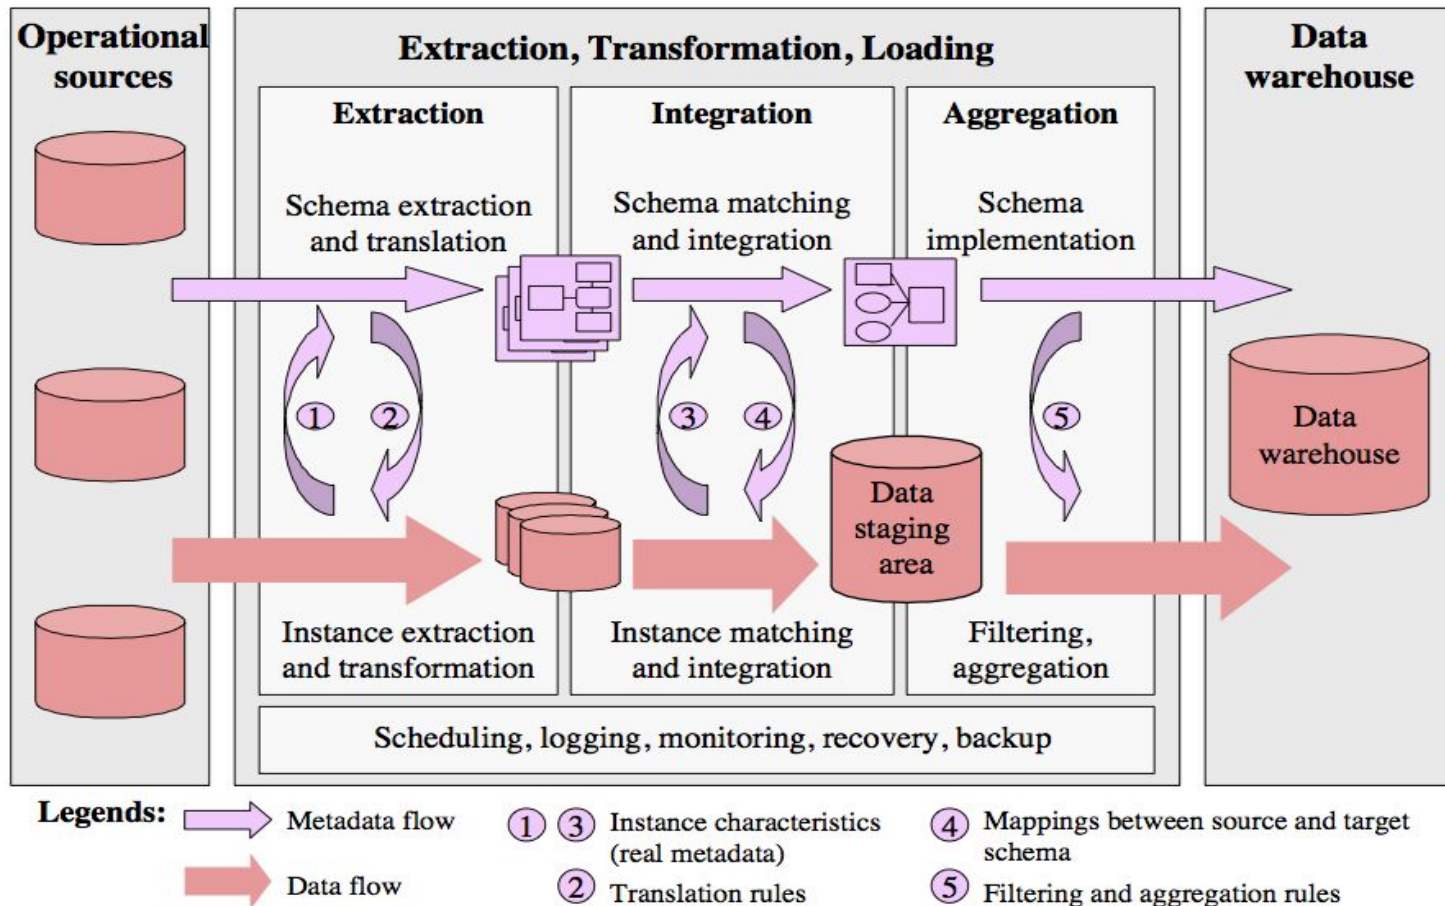 Operational
sources
Extraction, Transformation, Loading
Data
warehouse
Extraction
Integration
Aggregation
Schema extraction
and translation
Schema matching
and integration
Schema
implementation
1
2
3
4
5
Data
warehouse
Data
staging
area
Instance extraction
and transformation
Instance matching
and integration
Filtering,
aggregation
Scheduling, logging, monitoring, recovery, backup
Legends:
Metadata flow
Data flow
1 3 Instance characteristics
(real metadata)
2 Translation rules
4 Mappings between source and target
schema
5 Filtering and aggregation rules